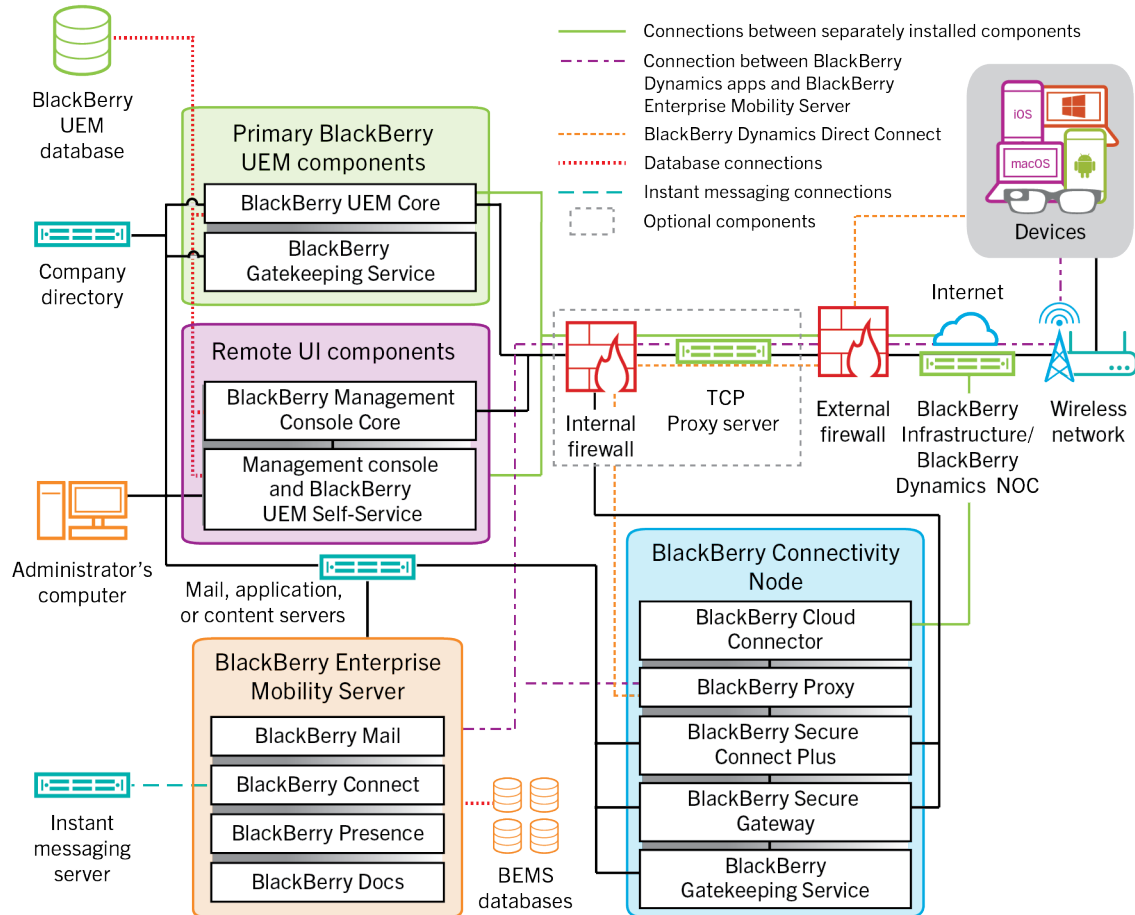 BlackBerry
UEM
database
Connections between separately installed components
Connection between BlackBerry
Dynamics apps and BlackBerry
Enterprise Mobility Server
BlackBerry Dynamics Direct Connect
Database connections
Instant messaging connections
Optional components
iOS
macOS
Devices
Primary BlackBerry
UEM components
BlackBerry UEM Core
BlackBerry
Gatekeeping Service
Company
directory
Remote UI components
BlackBerry Management
Console Core
Management console
and BlackBerry
UEM Self-Service
Administrator's
computer
Internal
firewall
TCP
Proxy server
External
firewall
Internet
BlackBerry
Infrastructure/
BlackBerry
Dynamics NOC
Wireless
network
Mail, application,
or content servers
BlackBerry Enterprise
Mobility Server
BlackBerry Mail
BlackBerry Connect
BlackBerry Presence
BlackBerry Docs
Instant
messaging
server
BEMS
databases
BlackBerry Connectivity
Node
BlackBerry Cloud
Connector
BlackBerry Proxy
BlackBerry Secure
Connect Plus
BlackBerry Secure
Gateway
BlackBerry
Gatekeeping Service